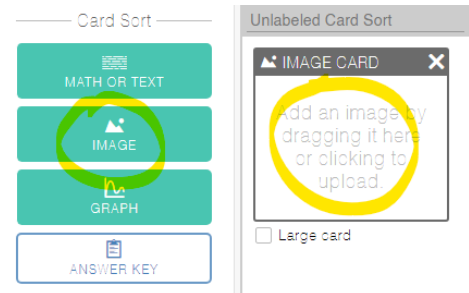 Card Sort
MATH OR TEXT
IMAGE
GRAPH
ANSWER KEY
Unlabeled Card Sort
IMAGE CARD
Add an image by
dragging it here
or clicking to
upload.
Large card